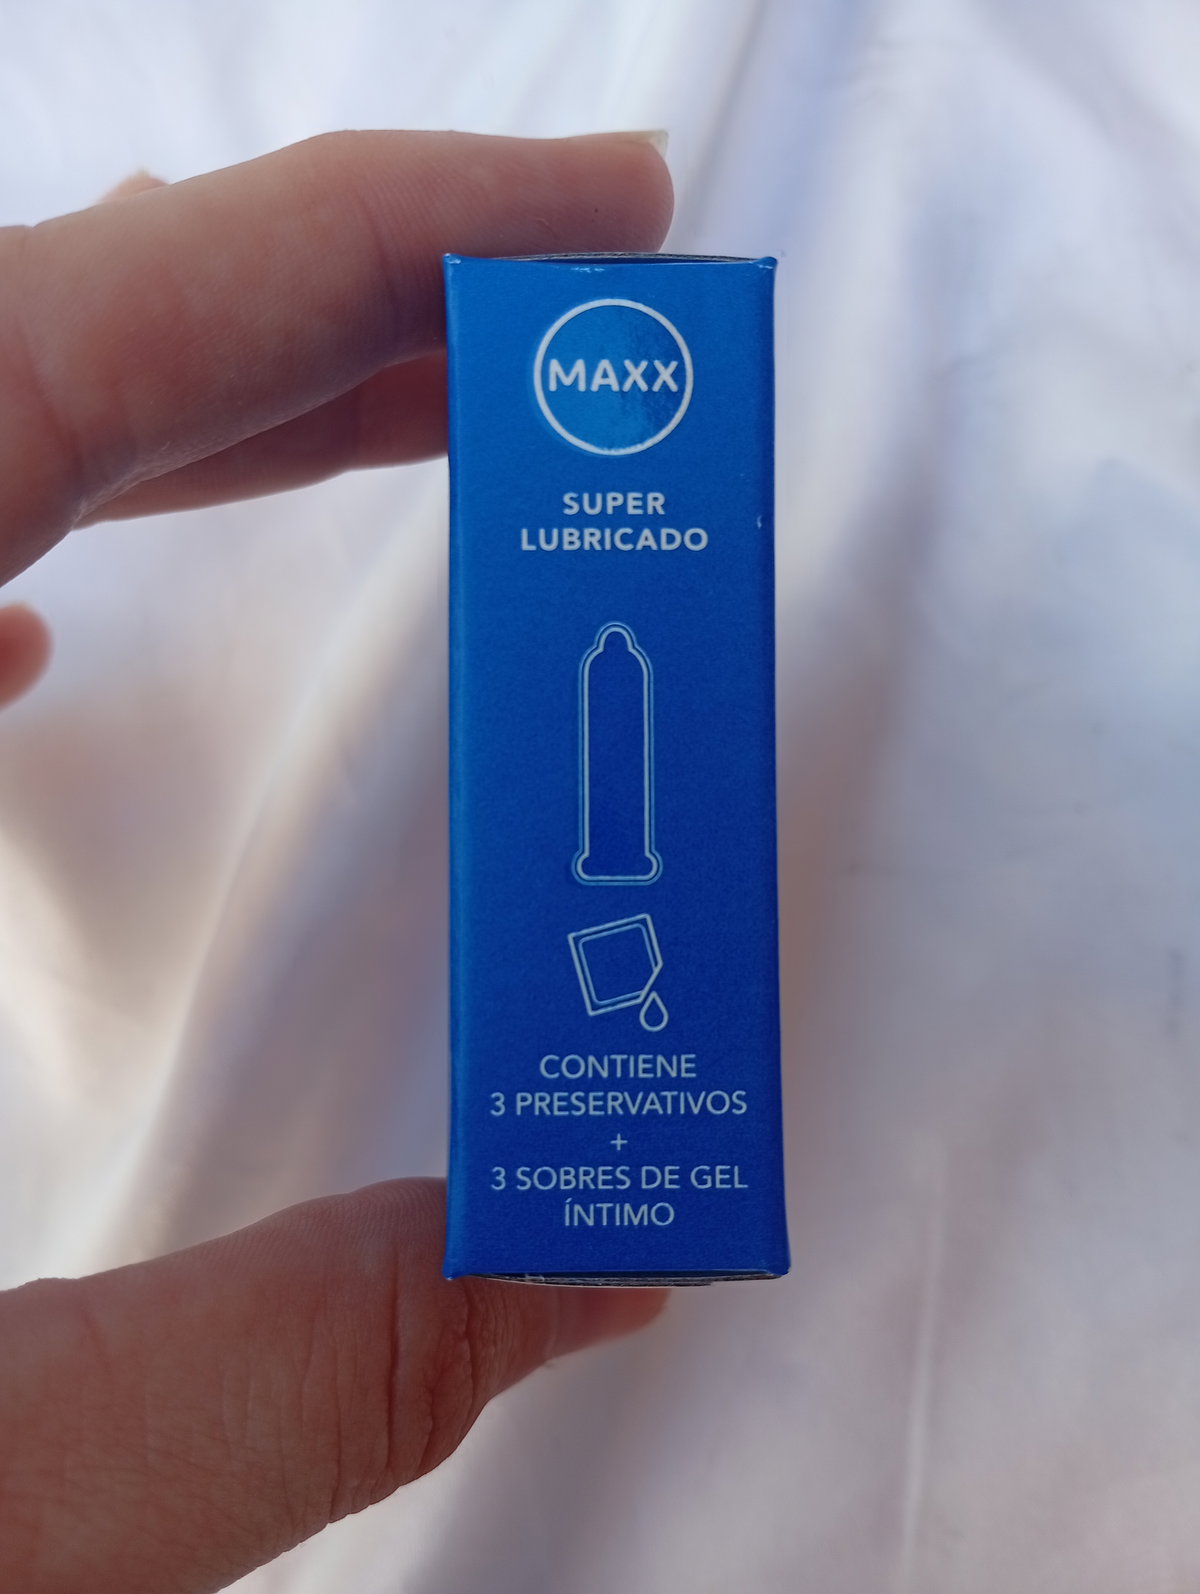 MAXX
SUPER
LUBRICADO
CONTIENE
3 PRESERVATIVOS
+
3 SOBRES DE GEL
ÍNTIMO